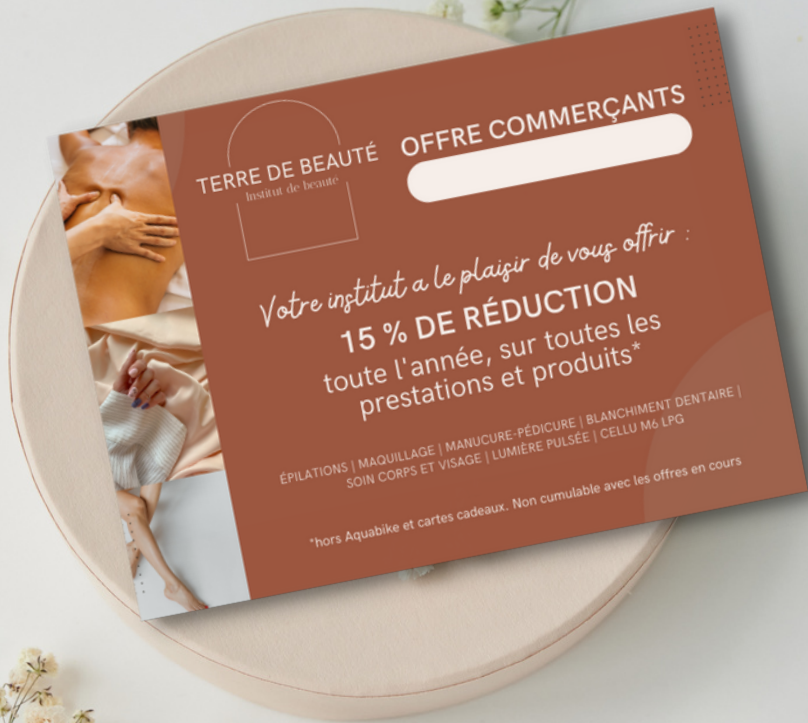 TERRE DE BEAUTÉ
Institut de beauté
OFFRE COMMERÇANTS
Votre institut a le plaisir de vous offrir :
15 % DE RÉDUCTION
toute l'année, sur toutes les
prestations et produits*
ÉPILATIONS | MAQUILLAGE | MANUCURE-PÉDICURE | BLANCHIMENT DENTAIRE |
SOIN CORPS ET VISAGE | LUMIÈRE PULSÉE | CELLU M6 LPG
*hors Aquabike et cartes cadeaux. Non cumulable avec les offres en cours